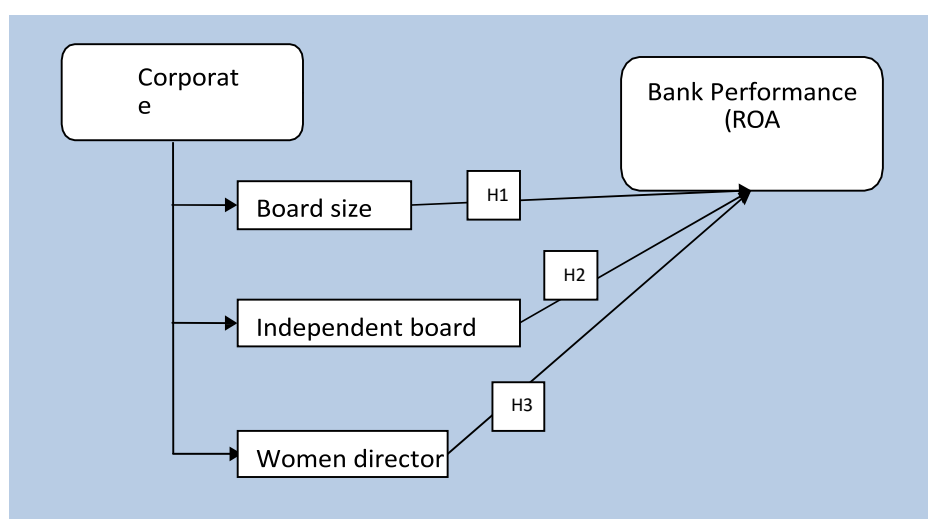 Corporat
e
Bank Performance
(ROA
Board size
H1
H2
Independent board
H3
Women director